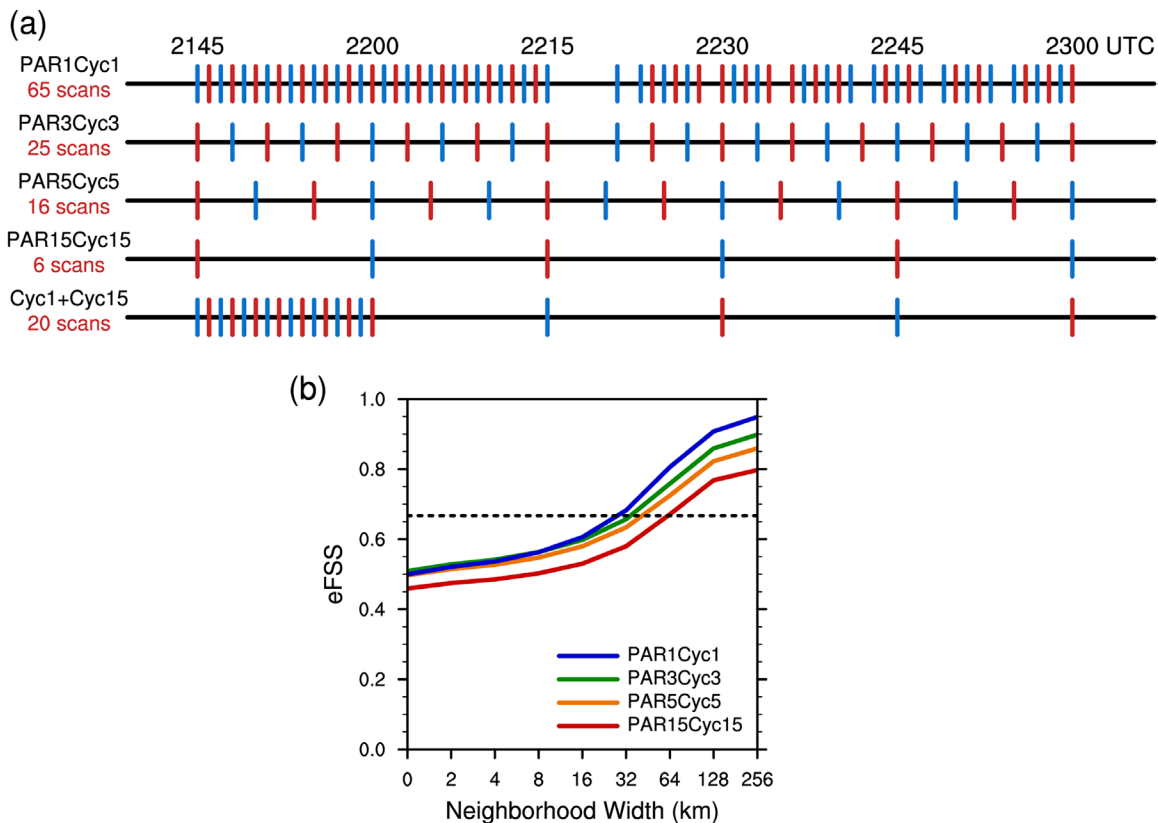 (a)
2145 2200 2215 2230 2245 2300 UTC
PAR1Cyc1
65 scans
PAR3Cyc3
25 scans
PAR5Cyc5
16 scans
PAR15Cyc15
6 scans
Cyc1+Cyc15
20 scans
(b)
1.0
0.8
0.6
0.4
0.2
0.0
eFSS
PAR1Cyc1
PAR3Cyc3
PAR5Cyc5
PAR15Cyc15
0 2 4 8 16 32 64 128 256
Neighborhood Width (km)